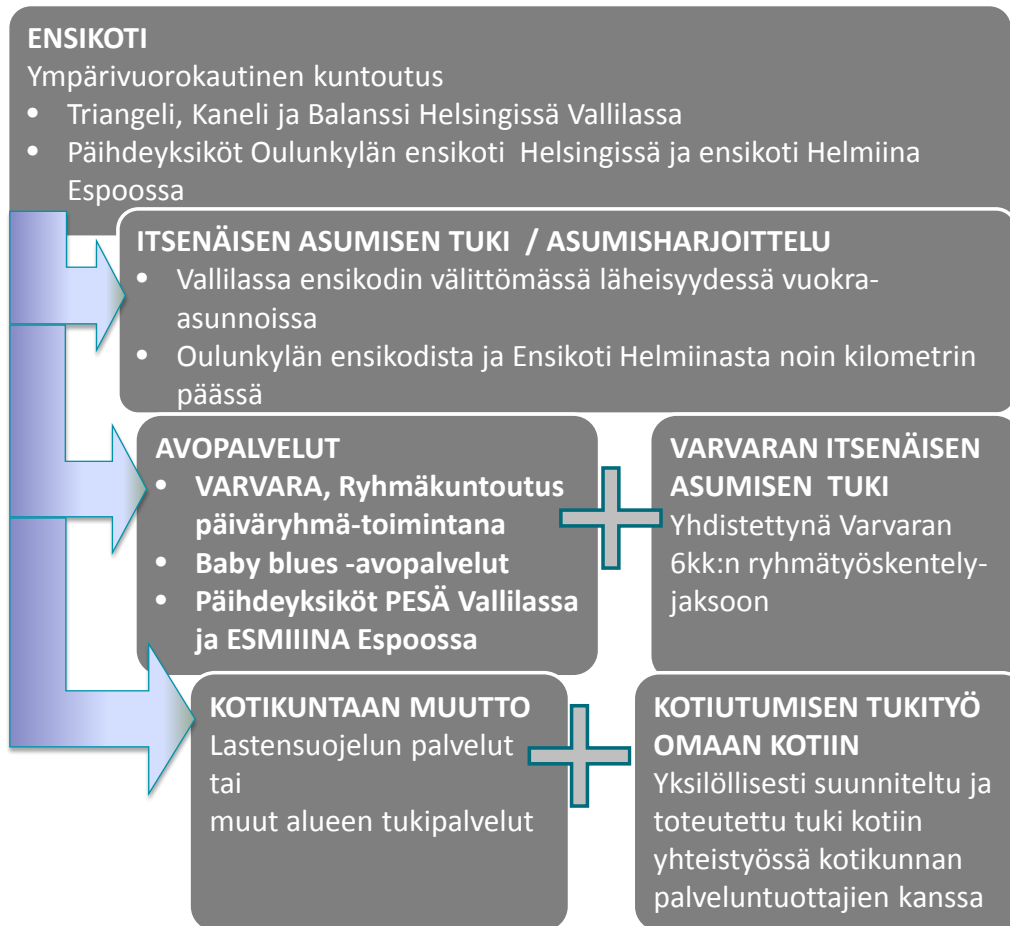 ENSIKOTI
Ympärivuorokautinen kuntoutus
• Triangeli, Kaneli ja Balanssi Helsingissä Vallilassa
• Päihdeyksiköt Oulunkylän ensikoti Helsingissä ja ensikoti Helmiina
Espoossa
ITSENÄISEN ASUMISEN TUKI / ASUMISHARJOITTELU
• Vallilassa ensikodin välittömässä läheisyydessä vuokra-
asunnoissa
• Oulunkylän ensikodista ja Ensikoti Helmiinasta noin kilometrin
päässä
AVOPALVELUT
• VARVARA, Ryhmäkuntoutus
päiväryhmä-toimintana
• Baby blues -avopalvelut
• Päihdeyksiköt PESÄ Vallilassa
ja ESMIIINA Espoossa
VARVARAN ITSENÄISEN
ASUMISEN TUKI
Yhdistettynä Varvaran
6kk:n ryhmätyöskentely-
jaksoon
KOTIKUNTAAN MUUTTO
Lastensuojelun palvelut
tai
muut alueen tukipalvelut
KOTIUTUMISEN TUKITYÖ
OMAAN KOTIIN
Yksilöllisesti suunniteltu ja
toteutettu tuki kotiin
yhteistyössä kotikunnan
palveluntuottajien kanssa